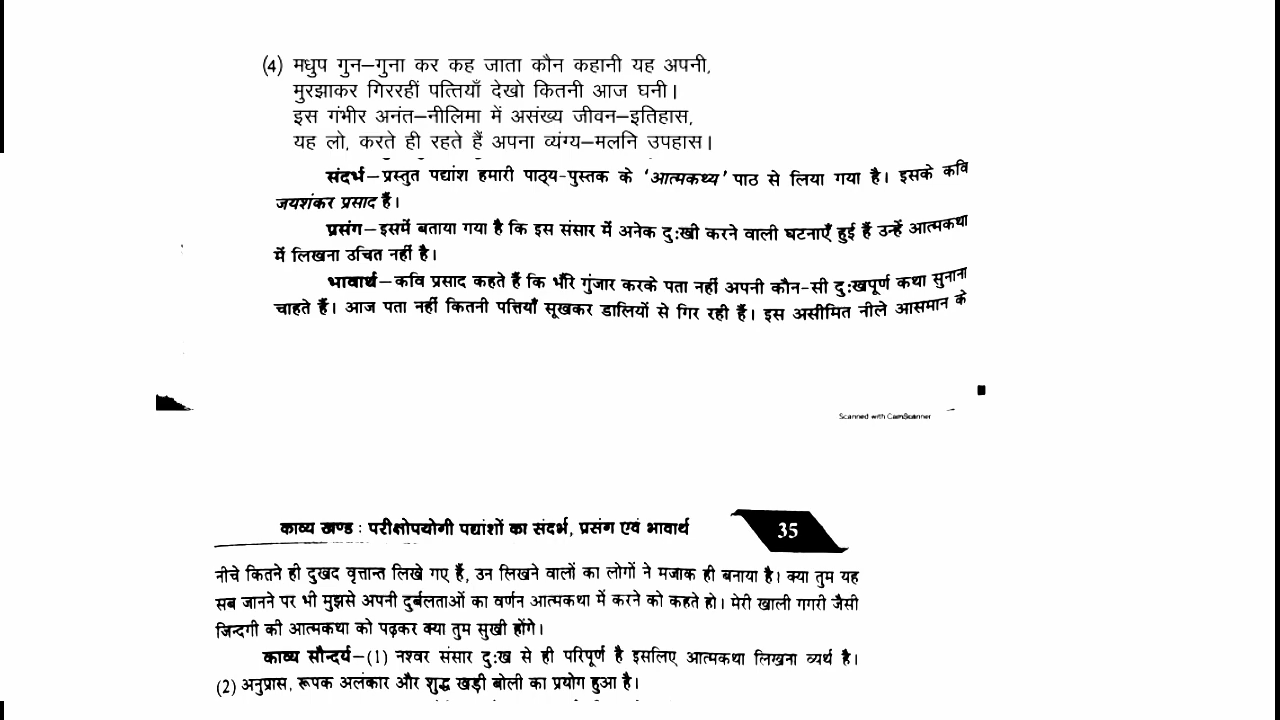 (4) मधुप गुन–गुना कर कह जाता कौन कहानी यह अपनी,
मुरझाकर गिररहीं पत्तियाँ देखो कितनी आज घनी।
इस गंभीर अनंत–नीलिमा में असंख्य जीवन–इतिहास,
यह लो, करते ही रहते हैं अपना व्यंग्य–मलनि उपहास।
संदर्भ–प्रस्तुत पद्यांश हमारी पाठ्य-पुस्तक के 'आत्मकथ्य' पाठ से लिया गया है। इसके कवि
जयशंकर प्रसाद हैं।
प्रसंग–इसमें बताया गया है कि इस संसार में अनेक दु:खी करने वाली घटनाएँ हुई हैं उन्हें आत्मकथा
में लिखना उचित नहीं है।
भावार्थ–कवि प्रसाद कहते हैं कि भौंरे गुंजार करके पता नहीं अपनी कौन-सी दु:खपूर्ण कथा सुनाना
चाहते हैं। आज पता नहीं कितनी पत्तियाँ सूखकर डालियों से गिर रही हैं। इस असीमित नीले आसमान के
Scanned with CamScanner
काव्य खण्ड : परीक्षोपयोगी पद्यांशों का संदर्भ, प्रसंग एवं भावार्थ 35
नीचे कितने ही दुखद वृत्तान्त लिखे गए हैं, उन लिखने वालों का लोगों ने मजाक ही बनाया है। क्या तुम यह
सब जानने पर भी मुझसे अपनी दुर्बलताओं का वर्णन आत्मकथा में करने को कहते हो। मेरी खाली गगरी जैसी
जिन्दगी की आत्मकथा को पढ़कर क्या तुम सुखी होंगे।
काव्य सौन्दर्य–(1) नश्वर संसार दु:ख से ही परिपूर्ण है इसलिए आत्मकथा लिखना व्यर्थ है।
(2) अनुप्रास, रूपक अलंकार और शुद्ध खड़ी बोली का प्रयोग हुआ है।